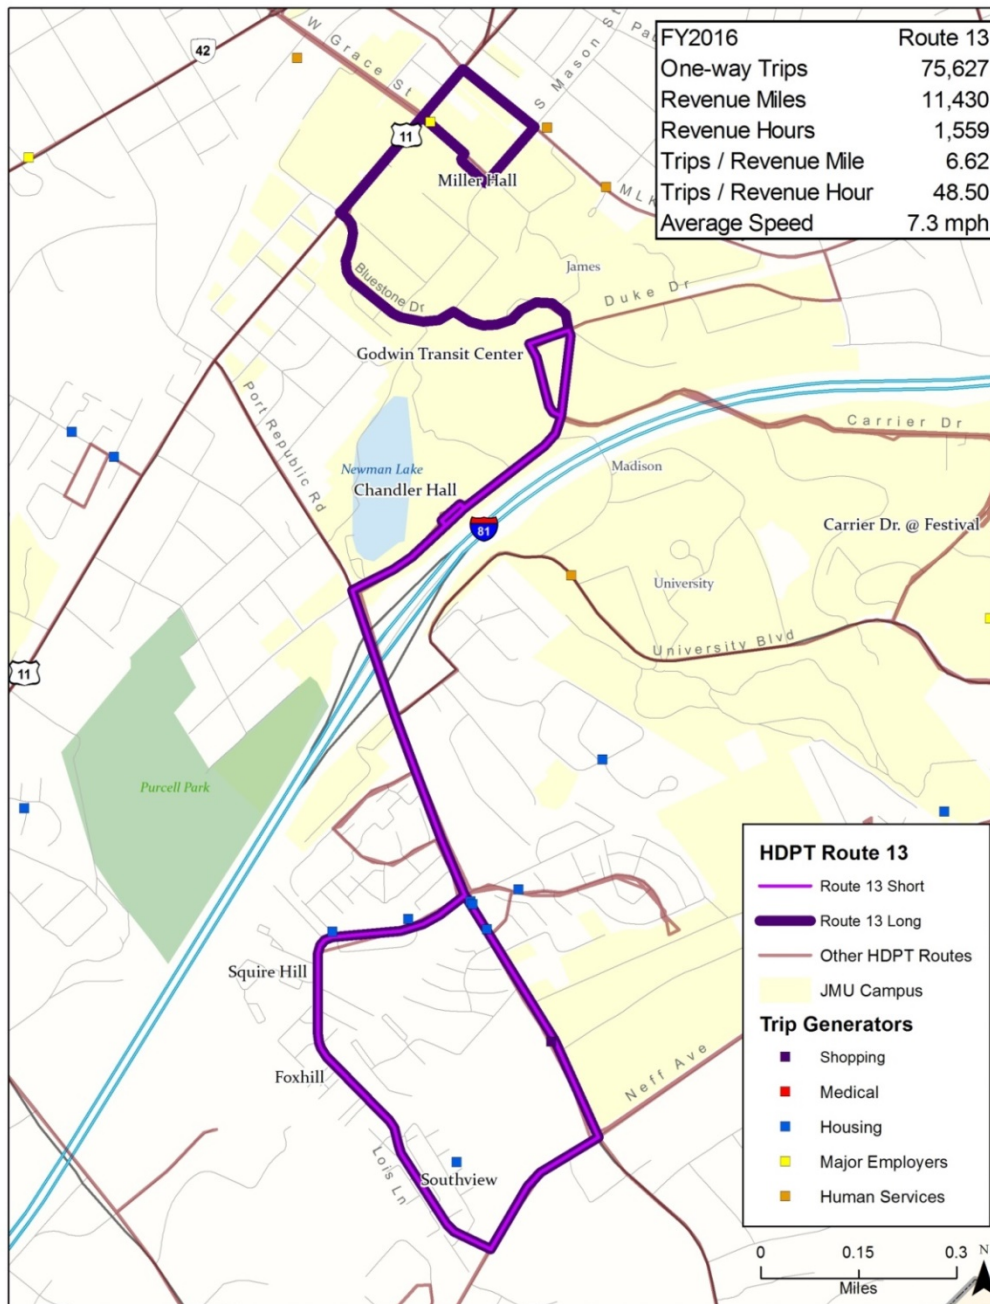 FY2016 Route 13
One-way Trips 75,627
Revenue Miles 11,430
Revenue Hours 1,559
Trips / Revenue Mile 6.62
Trips / Revenue Hour 48.50
Average Speed 7.3 mph
42
W Grace St
S Mason St
11
Miller Hall
MLK
James
Bluestone Dr
Duke Dr
Godwin Transit Center
Port Republic Rd
Carrier Dr
Newman Lake
Madison
Chandler Hall
81
Carrier Dr. @ Festival
University
University Blvd
11
Purcell Park
Squire Hill
Foxhill
Neff Ave
Lois Ln
Southview
HDPT Route 13
Route 13 Short
Route 13 Long
Other HDPT Routes
JMU Campus
Trip Generators
Shopping
Medical
Housing
Major Employers
Human Services
0 0.15 0.3
Miles
N